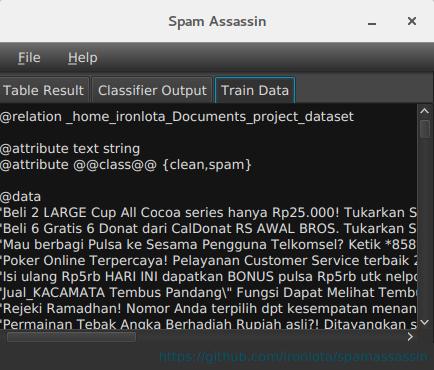 Spam Assassin
File Help
Table Result Classifier Output Train Data
@relation _home_ironlota_Documents_project_dataset
@attribute text string
@attribute @@class@@ {clean,spam}
@data
'Beli 2 LARGE Cup All Cocoa series hanya Rp25.000! Tukarkan S
'Beli 6 Gratis 6 Donat dari CalDonat RS AWAL BROS. Tukarkan S
'Mau berbagi Pulsa ke Sesama Pengguna Telkomsel? Ketik *858
'Poker Online Terpercaya! Pelayanan Customer Service terbaik 2
'Isi ulang Rp5rb HARI INI dapatkan BONUS pulsa Rp5rb utk nelpo
'Jual_KACAMATA Tembus Pandang\" Fungsi Dapat Melihat Tembu
'Rejeki Ramadhan! Nomor Anda terpilih dpt kesempatan menan
'Permainan Tebak Angka Berhadiah Rupiah asli?! Ditayangkan s
https://github.com/ironlota/spamassassin